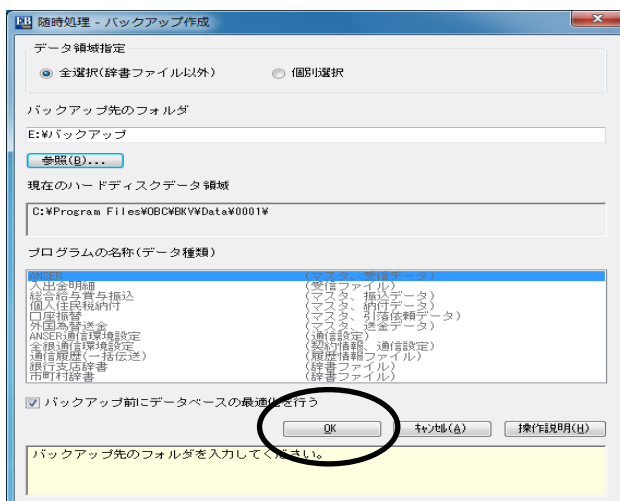 EB 随時処理 - バックアップ作成
データ領域指定
全選択(辞書ファイル以外) 個別選択
バックアップ先のフォルダ
E:¥バックアップ
参照(B)...
現在のハードディスクデータ領域
C:¥Program Files¥OBC¥BKV¥Data¥0001¥
プログラムの名称(データ種類)
ANSER (マスタ、受信データ)
入出金明細 (受信ファイル)
総合給与賞与振込 (マスタ、振込データ)
個人住民税納付 (マスタ、納付データ)
口座振替 (マスタ、引落依頼データ)
外国為替送金 (マスタ、送金データ)
ANSER通信環境設定 (通信設定)
全銀通信環境設定 (契約情報、通信設定)
通信履歴(一括伝送) (履歴情報ファイル)
銀行支店辞書 (辞書ファイル)
市町村辞書 (辞書ファイル)
バックアップ前にデータベースの最適化を行う
OK キャンセル(A) 操作説明(H)
バックアップ先のフォルダを入力してください。